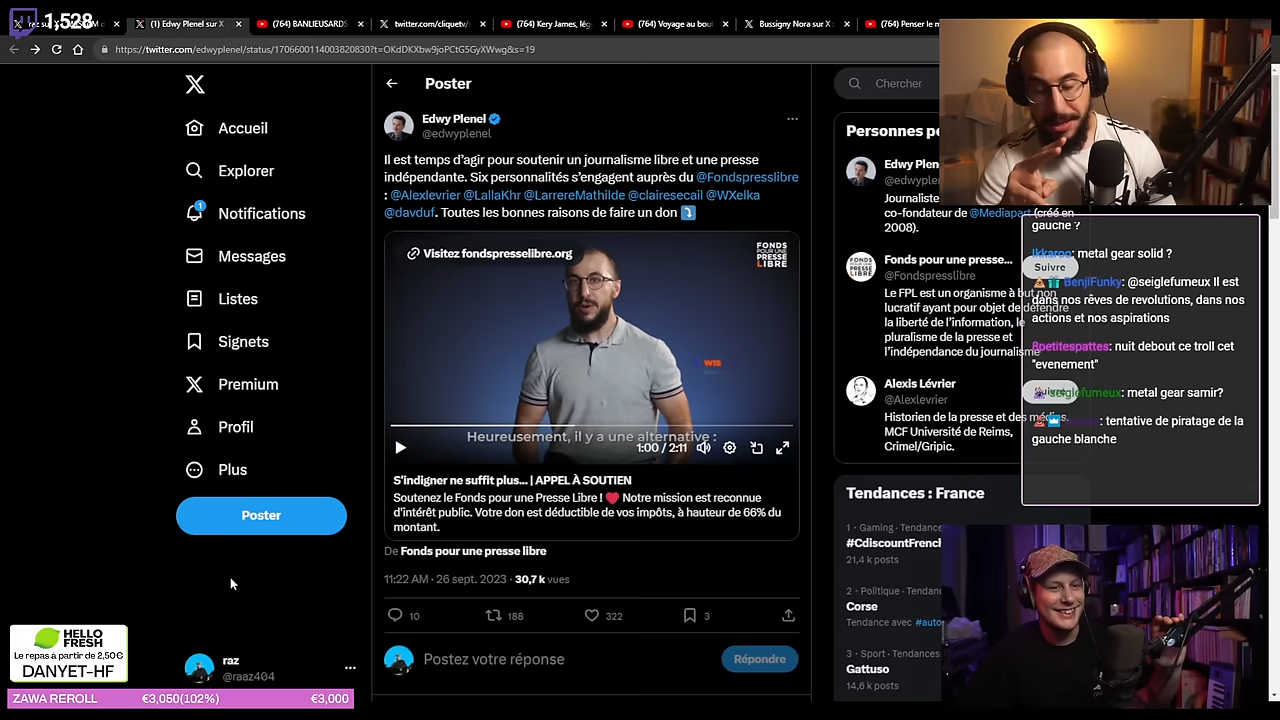 1,528
(1) Edwy Plenel sur X
(764) BANLIEUSARDS
twitter.com/cliquetv/s
(764) Kery James, lég
(764) Voyage au bout
Bussigny Nora sur X
(764) Penser le m
https://twitter.com/edwyplenel/status/1706600114003820830?t=OKdDKXbw9joPCtG5GyXWwg&s=19
Accueil
Explorer
1
Notifications
Messages
Listes
Signets
Premium
Profil
Plus
Poster
raz
@raaz404
HELLO
FRESH
Le repas à partir de 2,50€
DANYET-HF
ZAWA REROLL €3,050(102%) €3,000
Poster
Edwy Plenel
@edwyplenel
Il est temps d'agir pour soutenir un journalisme libre et une presse
indépendante. Six personnalités s'engagent auprès du @Fondspresslibre
: @Alexlevrier @LallaKhr @LarrereMathilde @clairesecail @WXelka
@davduf. Toutes les bonnes raisons de faire un don ⤵️
Visitez fondspresselibre.org
FONDS
POUR UNE
PRESSE
LIBRE
WIS
Heureusement, il y a une alternative :
1:00 / 2:11
S'indigner ne suffit plus... | APPEL À SOUTIEN
Soutenez le Fonds pour une Presse Libre ! ❤️ Notre mission est reconnue
d'intérêt public. Votre don est déductible de vos impôts, à hauteur de 66% du
montant.
De Fonds pour une presse libre
11:22 AM · 26 sept. 2023 · 30,7 k vues
10 188 322 3
Postez votre réponse
Répondre
Chercher
Personnes pe
Edwy Plen
@edwyplene
Journaliste
co-fondateur de @Mediapart (créé en
2008).
Fonds pour une presse...
@Fondspresslibre
Suivre
Le FPL est un organisme à but non
lucratif ayant pour objet de défendre
la liberté de l'information, le
pluralisme de la presse et
l'indépendance du journalisme
Alexis Lévrier
@Alexlevrier
Suivre
Historien de la presse et des médias.
MCF Université de Reims,
Crimel/Gripic.
Tendances : France
1 · Gaming · Tendance
#CdiscountFrench
21,4 k posts
2 · Politique · Tendan
Corse
Tendance avec #auto
3 · Sport · Tendances
Gattuso
14,6 k posts
gauche ?
Ikkaroo: metal gear solid ?
BenjiFunky: @seiglefumeux Il est
dans nos rêves de revolutions, dans nos
actions et nos aspirations
8petitespattes: nuit debout ce troll cet
"evenement"
seiglefumeux: metal gear samir?
: tentative de piratage de la
gauche blanche